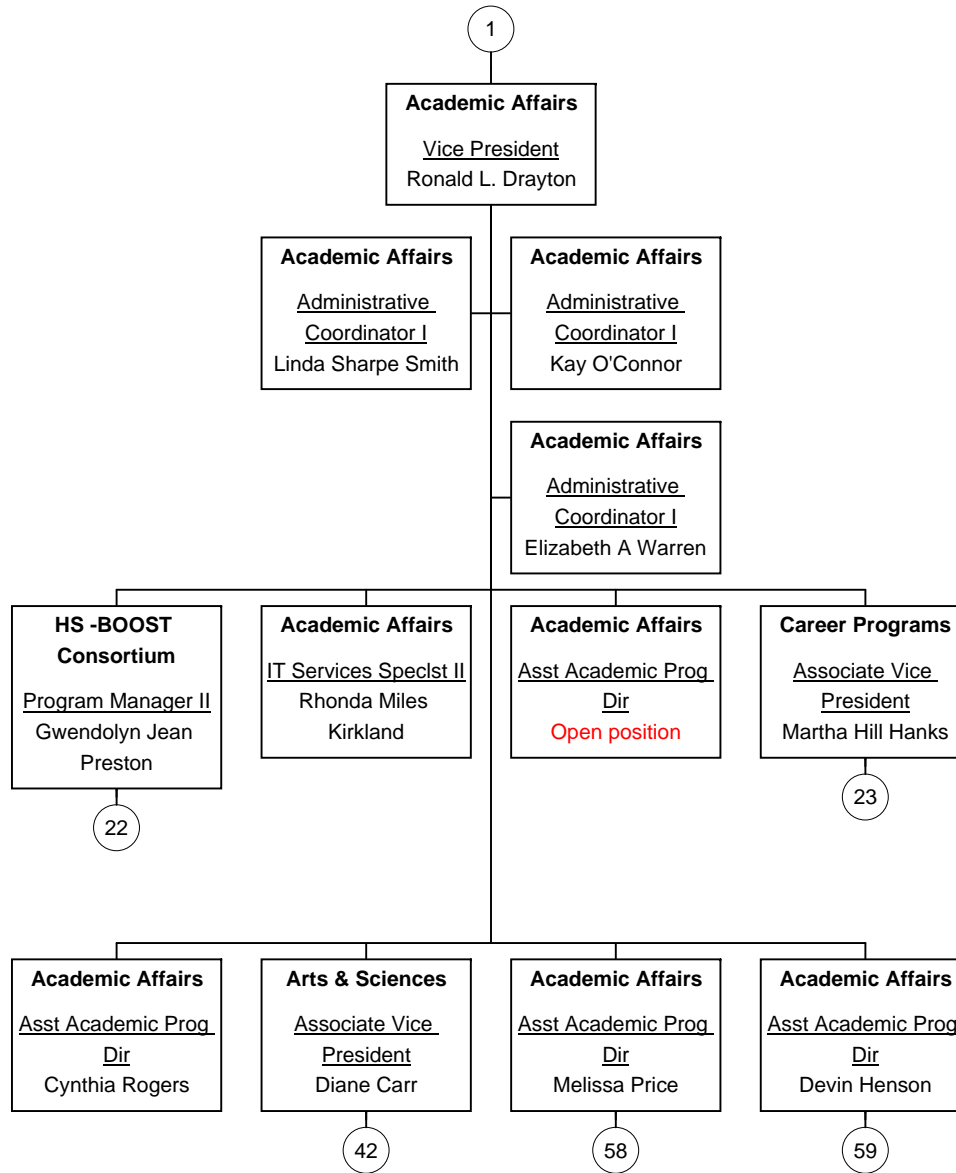 1
Academic Affairs
Vice President
Ronald L. Drayton
Academic Affairs
Administrative
Coordinator I
Linda Sharpe Smith
Academic Affairs
Administrative
Coordinator I
Kay O'Connor
Academic Affairs
Administrative
Coordinator I
Elizabeth A Warren
HS -BOOST
Consortium
Program Manager II
Gwendolyn Jean
Preston
22
Academic Affairs
IT Services Speclst II
Rhonda Miles
Kirkland
Academic Affairs
Asst Academic Prog
Dir
Open position
Career Programs
Associate Vice
President
Martha Hill Hanks
23
Academic Affairs
Asst Academic Prog
Dir
Cynthia Rogers
Arts & Sciences
Associate Vice
President
Diane Carr
42
Academic Affairs
Asst Academic Prog
Dir
Melissa Price
58
Academic Affairs
Asst Academic Prog
Dir
Devin Henson
59